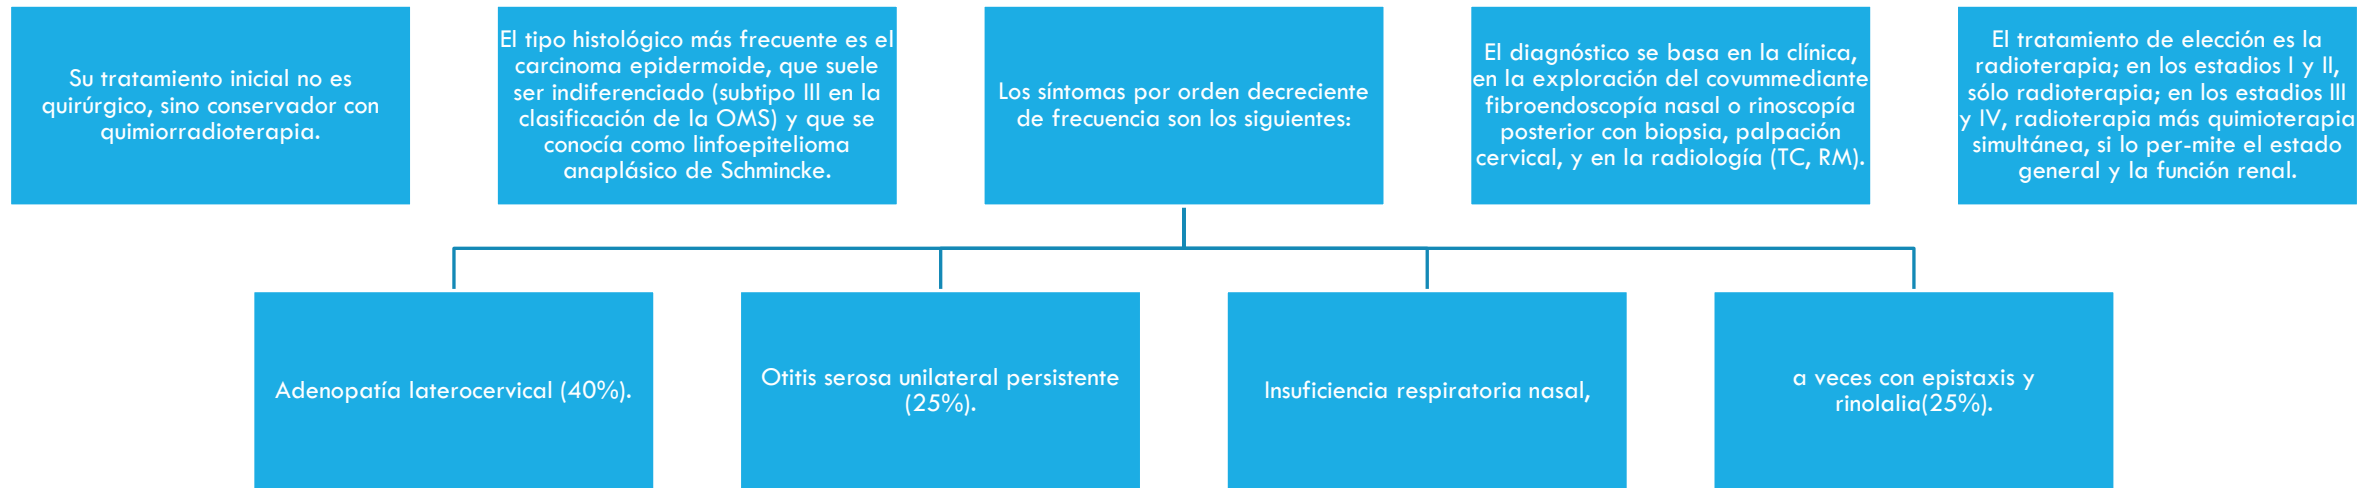 Su tratamiento inicial no es
quirúrgico, sino conservador con
quimiorradioterapia.
El tipo histológico más frecuente es el
carcinoma epidermoide, que suele
ser indiferenciado (subtipo III en la
clasificación de la OMS) y que se
conocía como linfoepitelioma
anaplásico de Schmincke.
Los síntomas por orden decreciente
de frecuencia son los siguientes:
El diagnóstico se basa en la clínica,
en la exploración del covummediante
fibroendoscopía nasal o rinoscopía
posterior con biopsia, palpación
cervical, y en la radiología (TC, RM).
El tratamiento de elección es la
radioterapia; en los estadios I y II,
sólo radioterapia; en los estadios III
y IV, radioterapia más quimioterapia
simultánea, si lo per-mite el estado
general y la función renal.
Adenopatía laterocervical (40%).
Otitis serosa unilateral persistente
(25%).
Insuficiencia respiratoria nasal,
a veces con epistaxis y
rinolalia(25%).